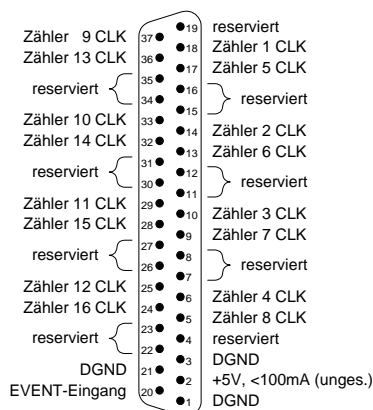 19 reserviert
Zähler 9 CLK 37
18 Zähler 1 CLK
Zähler 13 CLK 36
17 Zähler 5 CLK
35
reserviert
34
16
reserviert
15
Zähler 10 CLK 33
14 Zähler 2 CLK
Zähler 14 CLK 32
13 Zähler 6 CLK
31
reserviert
30
12
reserviert
11
Zähler 11 CLK 29
10 Zähler 3 CLK
Zähler 15 CLK 28
9 Zähler 7 CLK
27
reserviert
26
8
reserviert
7
Zähler 12 CLK 25
6 Zähler 4 CLK
Zähler 16 CLK 24
5 Zähler 8 CLK
23
reserviert
22
4 reserviert
3 DGND
DGND 21
2 +5V, <100mA (unges.)
EVENT-Eingang 20
1 DGND